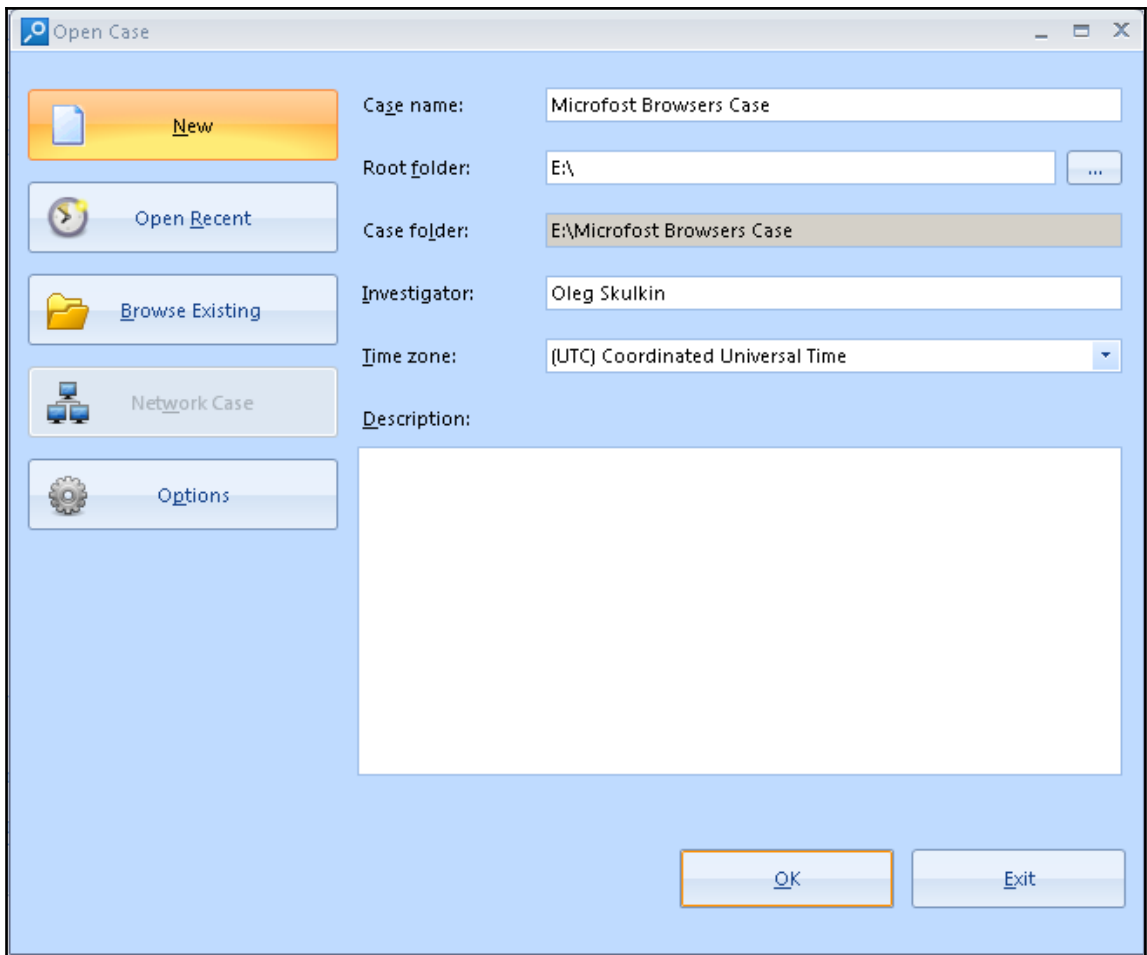 Open Case
New
Open Recent
Browse Existing
Network Case
Options
Case name: Microfost Browsers Case
Root folder: E:\ ...
Case folder: E:\Microfost Browsers Case
Investigator: Oleg Skulkin
Time zone: (UTC) Coordinated Universal Time
Description:
OK Exit